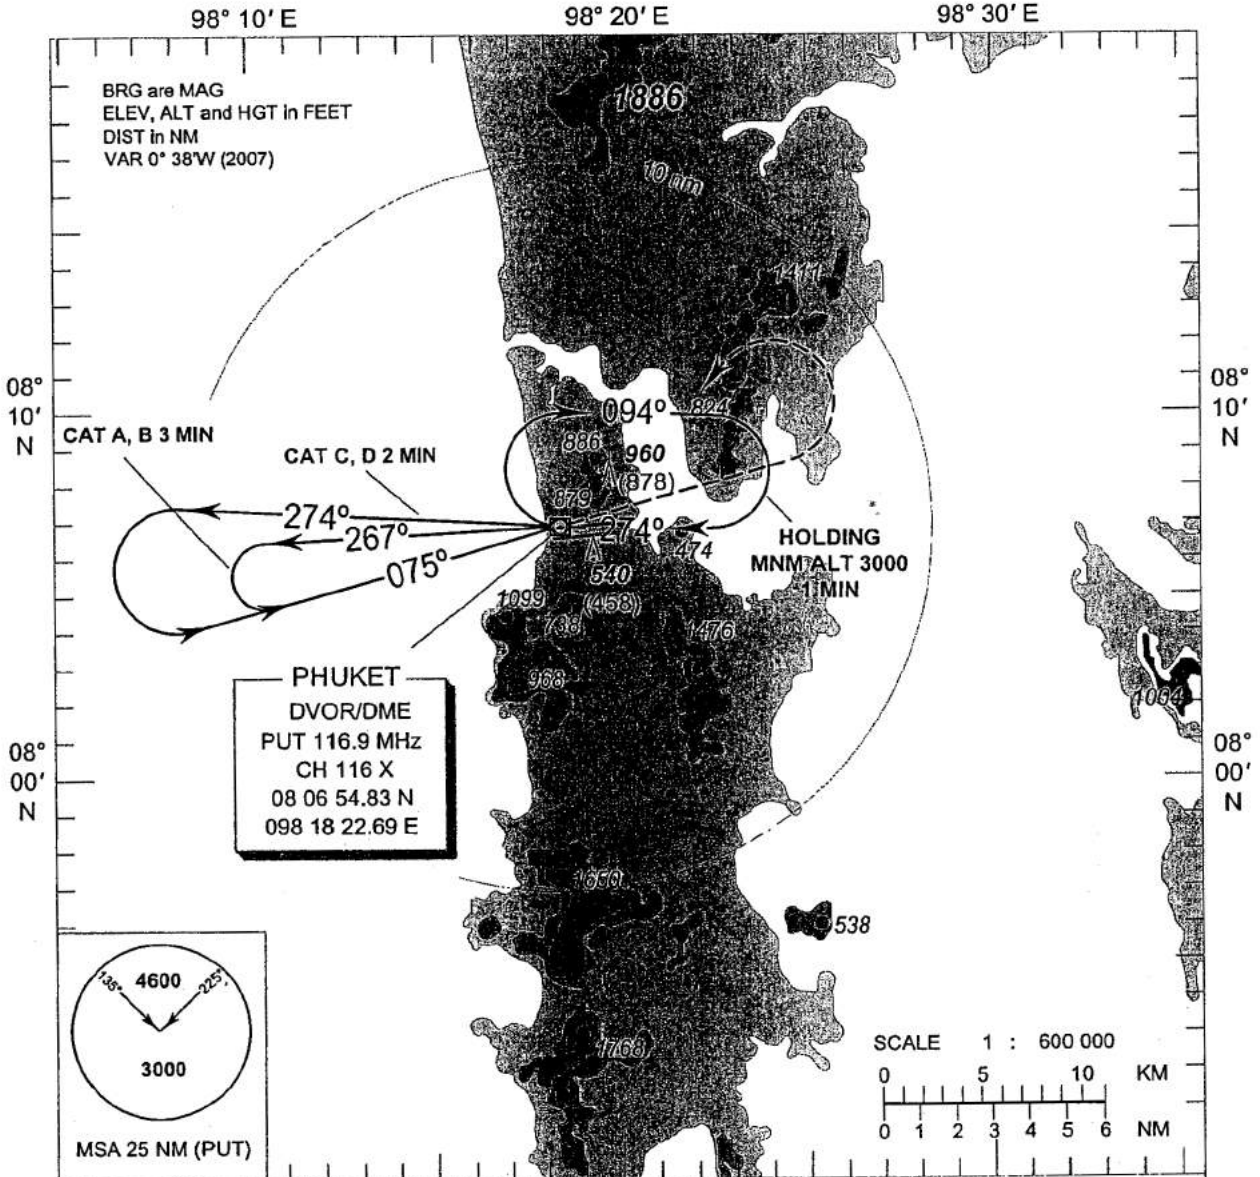 98° 10′ E
98° 20′ E
98° 30′ E
BRG are MAG
ELEV, ALT and HGT in FEET
DIST in NM
VAR 0° 38′W (2007)
1886
10 nm
1411
08°
10′
N
08°
10′
N
CAT A, B 3 MIN
CAT C, D 2 MIN
094°
824
886
960
(878)
879
274°
267°
075°
274°
474
HOLDING
MNM ALT 3000
1 MIN
540
(458)
1099
738
1476
968
1004
PHUKET
DVOR/DME
PUT 116.9 MHz
CH 116 X
08 06 54.83 N
098 18 22.69 E
08°
00′
N
08°
00′
N
1650
538
135°
4600
225°
3000
MSA 25 NM (PUT)
1768
SCALE 1 : 600 000
0 5 10 KM
0 1 2 3 4 5 6 NM